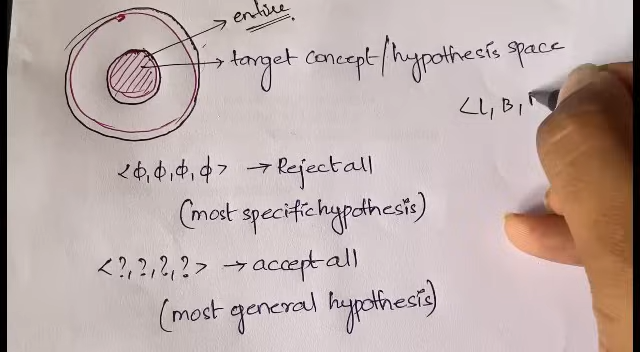 entire
target concept/hypothesis space
<L, B,
<ϕ, ϕ, ϕ, ϕ> → Reject all
(most specific hypothesis)
<?, ?, ?, ?> → accept all
(most general hypothesis)